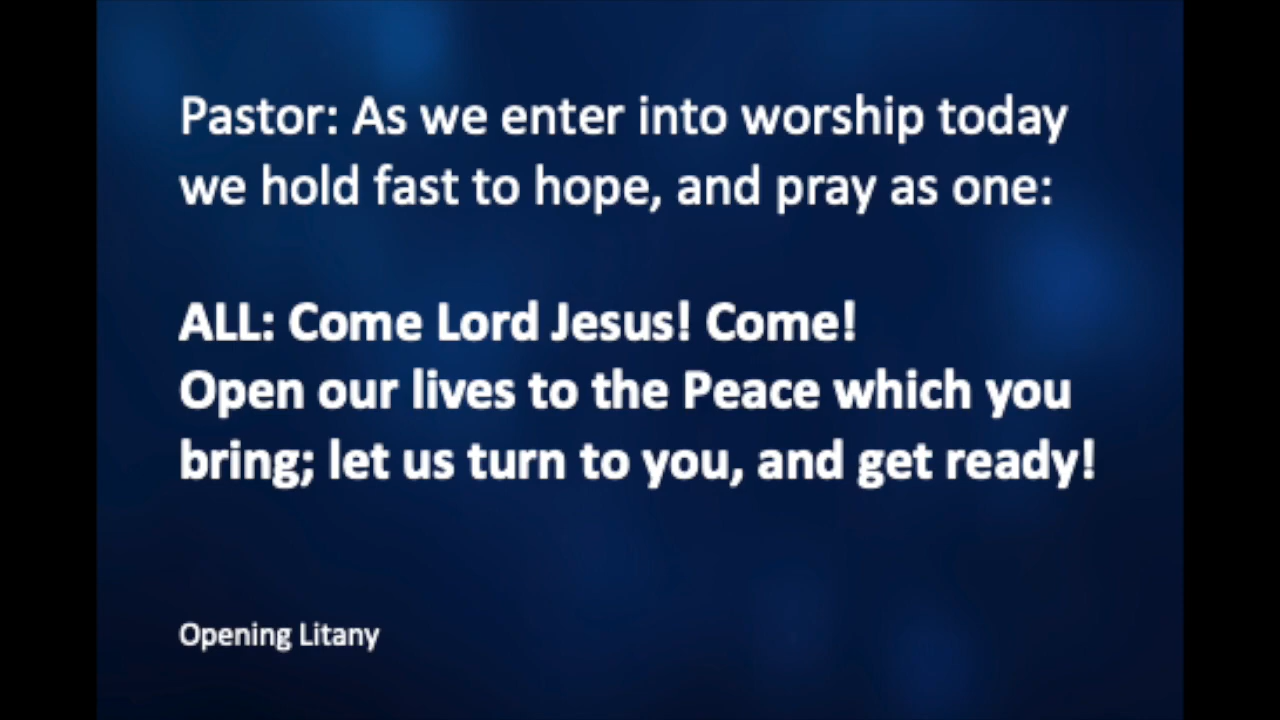 Pastor: As we enter into worship today
we hold fast to hope, and pray as one:
ALL: Come Lord Jesus! Come!
Open our lives to the Peace which you
bring; let us turn to you, and get ready!
Opening Litany